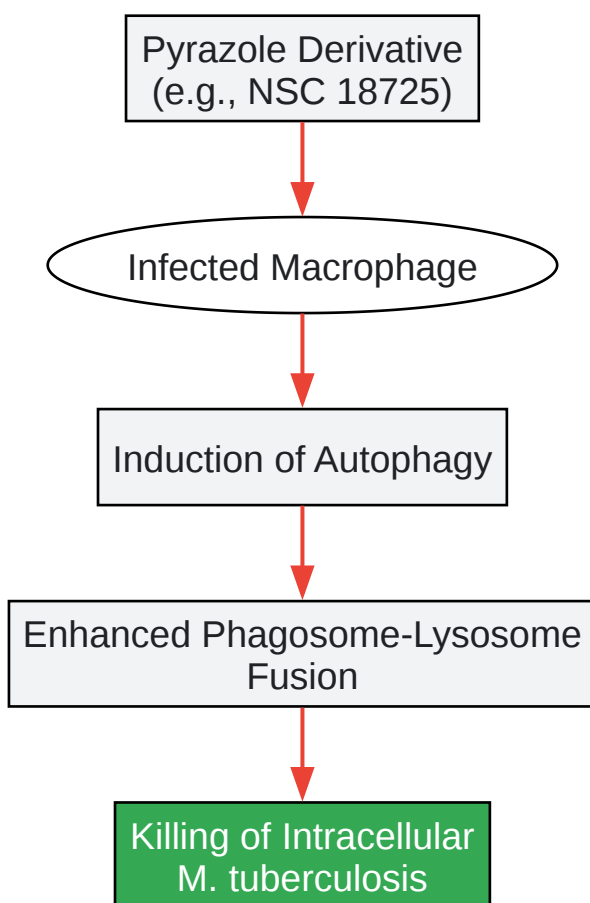 Pyrazole Derivative
(e.g., NSC 18725)
Infected Macrophage
Induction of Autophagy
Enhanced Phagosome-Lysosome
Fusion
Killing of Intracellular
M. tuberculosis